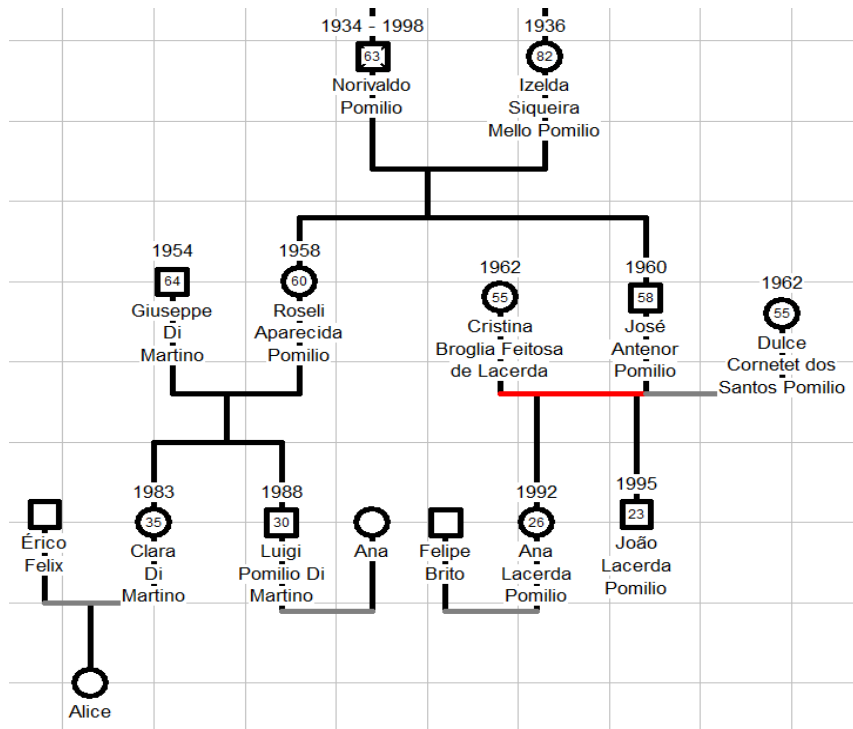 1934 - 1998
63
Norivaldo
Pomilio
1936
82
Izelda
Siqueira
Mello Pomilio
1954
64
Giuseppe
Di
Martino
1958
60
Roseli
Aparecida
Pomilio
1962
55
Cristina
Broglia Feitosa
de Lacerda
1960
58
José
Antenor
Pomilio
1962
55
Dulce
Cornetet dos
Santos Pomilio
Érico
Felix
1983
35
Clara
Di
Martino
1988
30
Luigi
Pomilio Di
Martino
Ana
Felipe
Brito
1992
26
Ana
Lacerda
Pomilio
1995
23
João
Lacerda
Pomilio
Alice